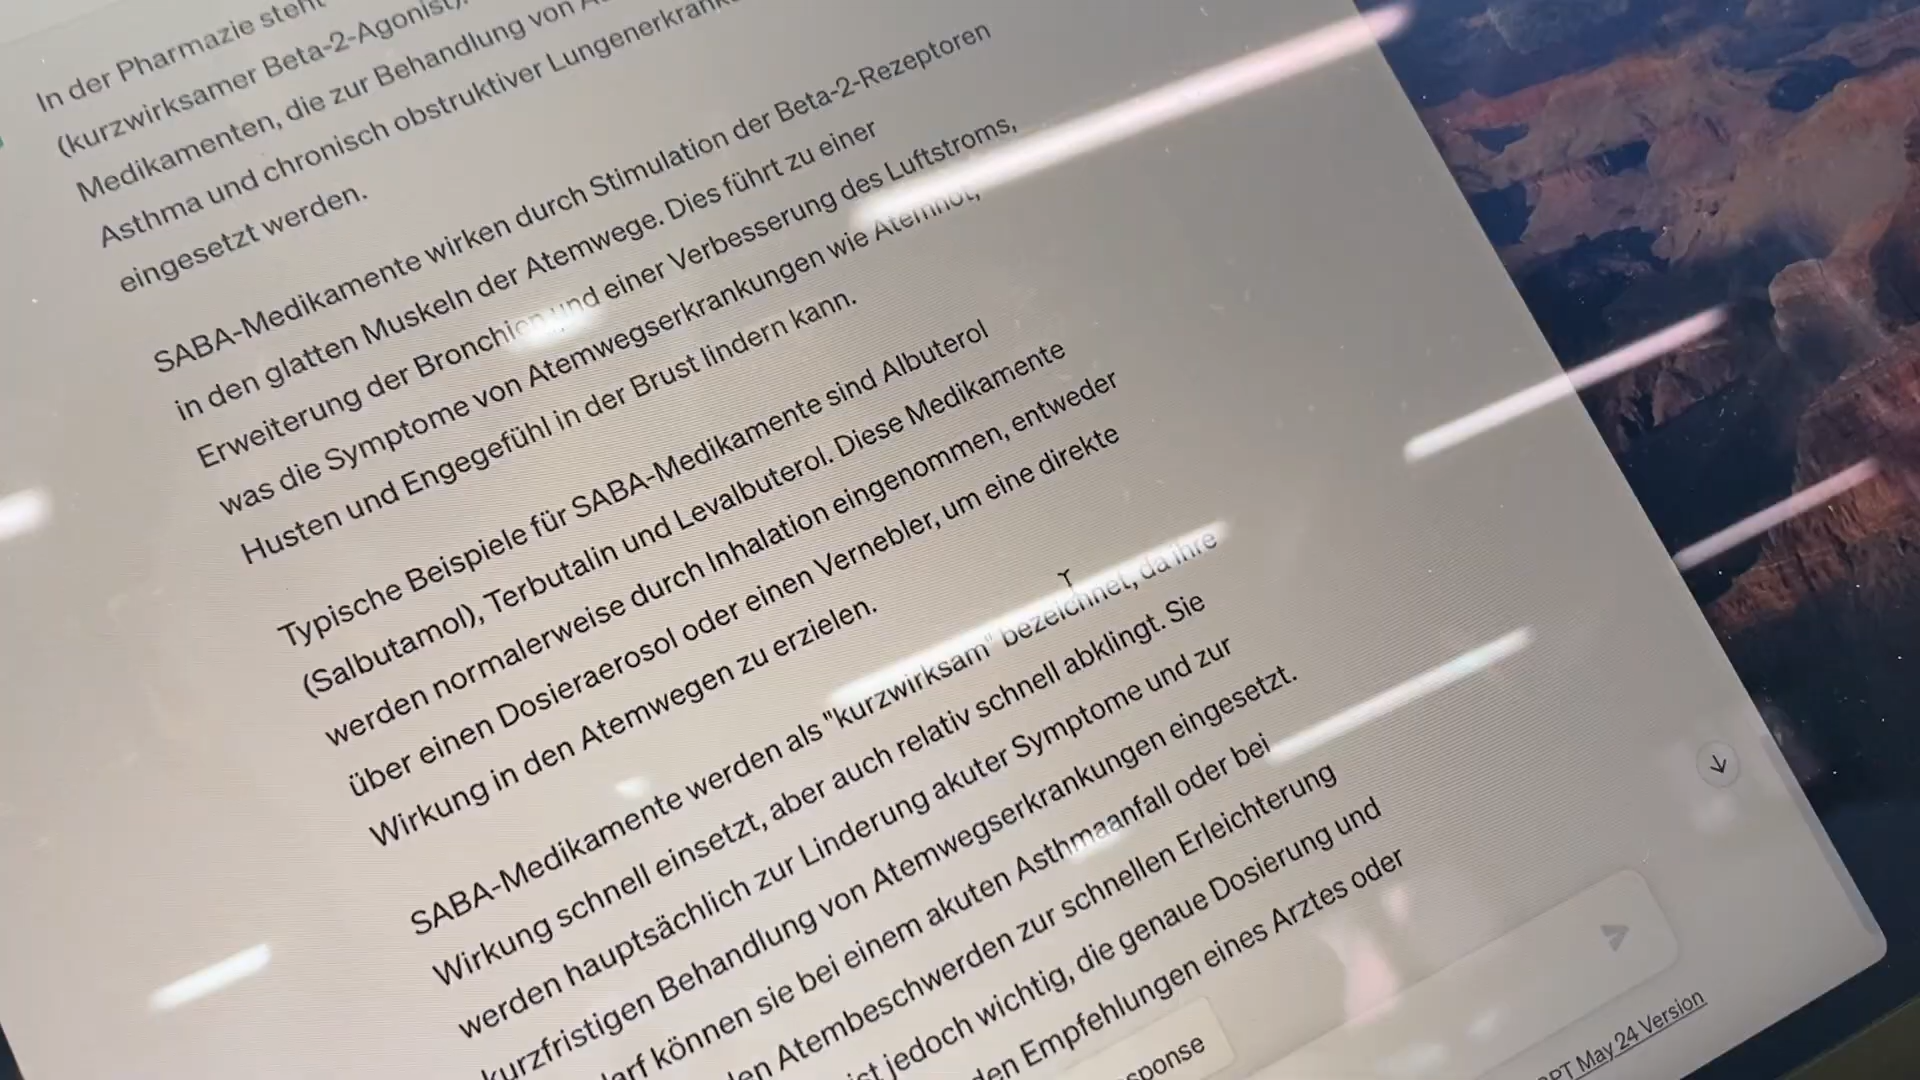 In der Pharmazie steht
(kurzwirksamer Beta-2-Agonist).
Medikamenten, die zur Behandlung von
Asthma und chronisch obstruktiver
eingesetzt werden.
SABA-Medikamente wirken durch Stimulation der Beta-2-Rezeptoren
in den glatten Muskeln der Atemwege. Dies führt zu einer
Erweiterung der Bronchien und einer Verbesserung des Luftstroms,
was die Symptome von Atemwegserkrankungen wie Atemnot,
Husten und Engegefühl in der Brust lindern kann.
Typische Beispiele für SABA-Medikamente sind Albuterol
(Salbutamol), Terbutalin und Levalbuterol. Diese Medikamente
werden normalerweise durch Inhalation eingenommen, entweder
über einen Dosieraerosol oder einen Vernebler, um eine direkte
Wirkung in den Atemwegen zu erzielen.
SABA-Medikamente werden als "kurzwirksam" bezeichnet, da ihre
Wirkung schnell einsetzt, aber auch relativ schnell abklingt. Sie
werden hauptsächlich zur Linderung akuter Symptome und zur
kurzfristigen Behandlung von Atemwegserkrankungen eingesetzt.
können sie bei einem akuten Asthmaanfall oder bei
Atembeschwerden zur schnellen Erleichterung
jedoch wichtig, die genaue Dosierung und
Empfehlungen eines Arztes oder
May 24 Version